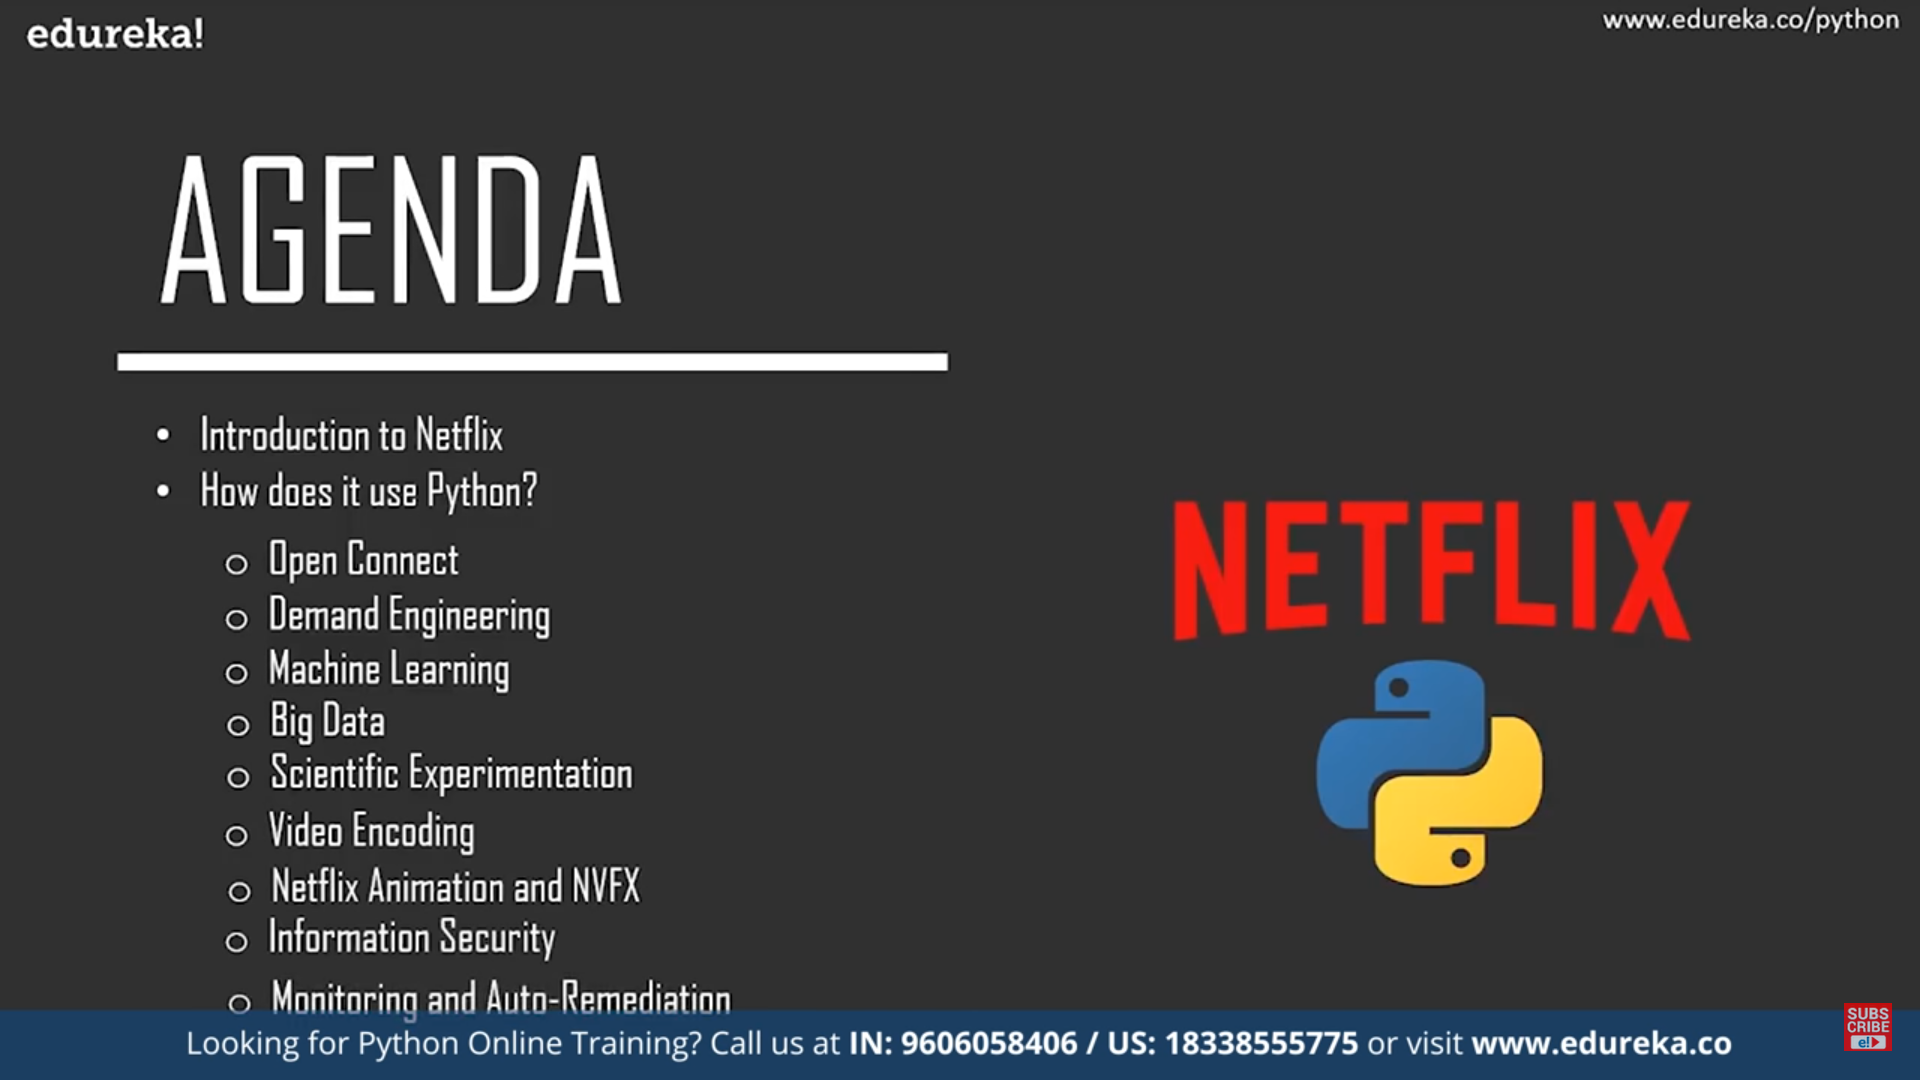 edureka!
www.edureka.co/python
AGENDA
• Introduction to Netflix
• How does it use Python?
o Open Connect
o Demand Engineering
o Machine Learning
o Big Data
o Scientific Experimentation
o Video Encoding
o Netflix Animation and NVFX
o Information Security
o Monitoring and Auto-Remediation
NETFLIX
Looking for Python Online Training? Call us at IN: 9606058406 / US: 18338555775 or visit www.edureka.co
SUBS
CRIBE
e!